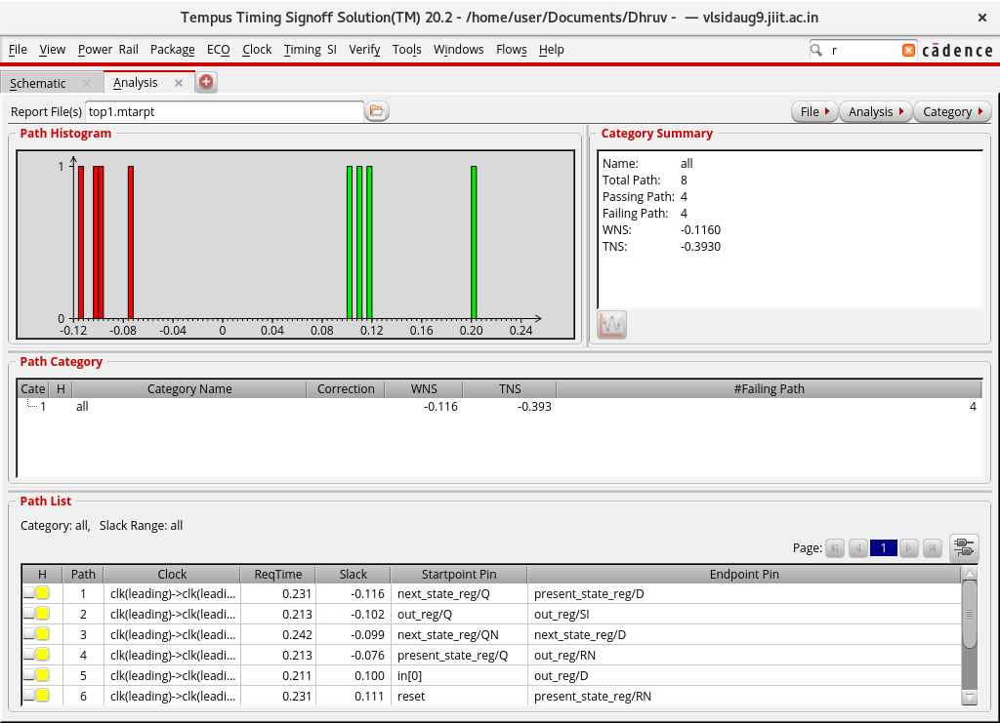 Tempus Timing Signoff Solution(TM) 20.2 - /home/user/Documents/Dhruv -  — vlsidaug9.jiit.ac.in
File View Power Rail Package ECO Clock Timing SI Verify Tools Windows Flows Help r cādence
Schematic Analysis
Report File(s) top1.mtarpt File Analysis Category
Path Histogram
1
0
-0.12 -0.08 -0.04 0 0.04 0.08 0.12 0.16 0.20 0.24
Category Summary
Name: all
Total Path: 8
Passing Path: 4
Failing Path: 4
WNS: -0.1160
TNS: -0.3930
Path Category
Cate H Category Name Correction WNS TNS #Failing Path
1 all -0.116 -0.393 4
Path List
Category: all, Slack Range: all
Page: 1
H Path Clock ReqTime Slack Startpoint Pin Endpoint Pin
1 clk(leading)->clk(leadi... 0.231 -0.116 next_state_reg/Q present_state_reg/D
2 clk(leading)->clk(leadi... 0.213 -0.102 out_reg/Q out_reg/SI
3 clk(leading)->clk(leadi... 0.242 -0.099 next_state_reg/QN next_state_reg/D
4 clk(leading)->clk(leadi... 0.213 -0.076 present_state_reg/Q out_reg/RN
5 clk(leading)->clk(leadi... 0.211 0.100 in[0] out_reg/D
6 clk(leading)->clk(leadi... 0.231 0.111 reset present_state_reg/RN